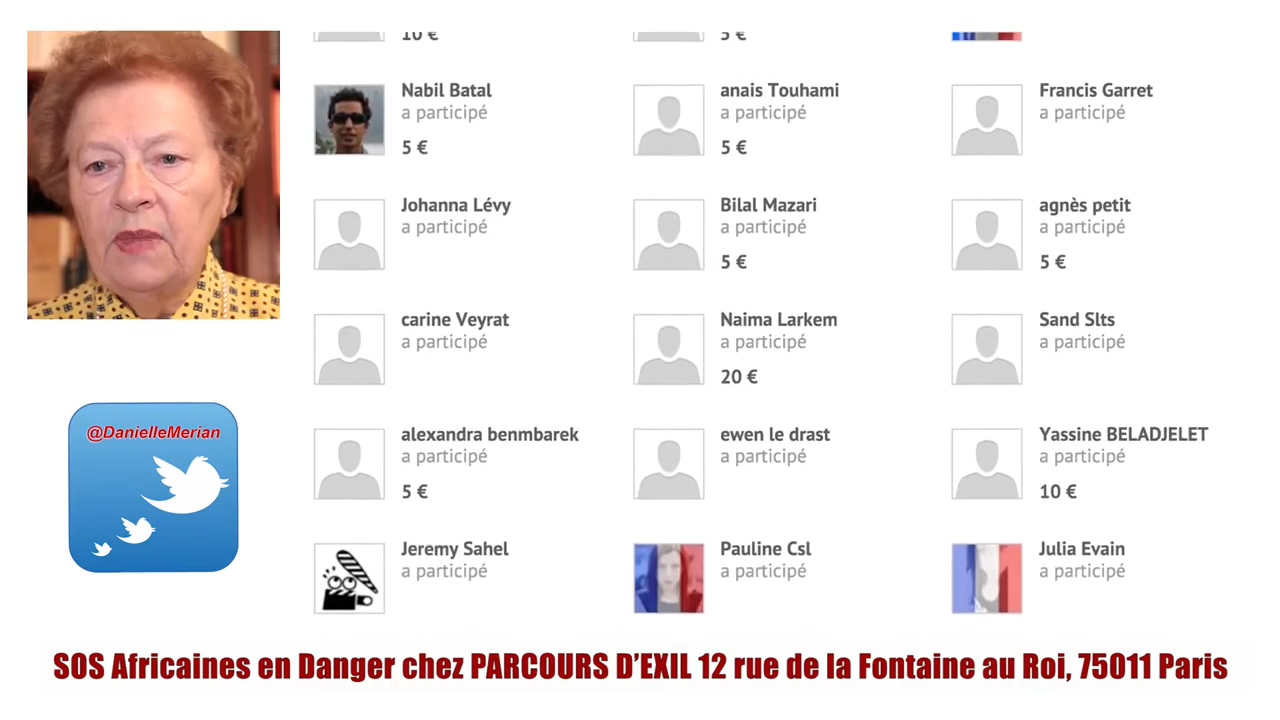 10 €
5 €
Nabil Batal
a participé
5 €
anais Touhami
a participé
5 €
Francis Garret
a participé
Johanna Lévy
a participé
Bilal Mazari
a participé
5 €
agnès petit
a participé
5 €
carine Veyrat
a participé
Naima Larkem
a participé
20 €
Sand Slts
a participé
@DanielleMerian
alexandra benmbarek
a participé
5 €
ewen le drast
a participé
Yassine BELADJELET
a participé
10 €
Jeremy Sahel
a participé
Pauline Csl
a participé
Julia Evain
a participé
SOS Africaines en Danger chez PARCOURS D'EXIL 12 rue de la Fontaine au Roi, 75011 Paris